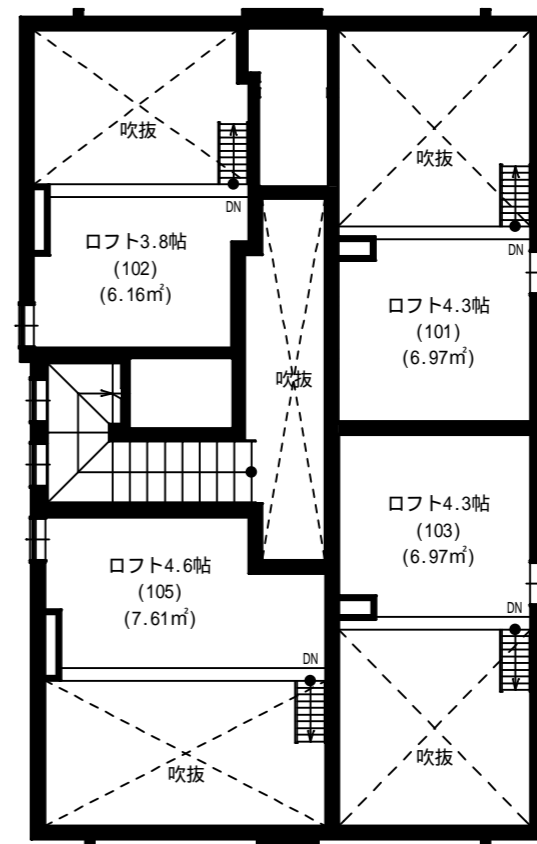 吹抜
DN
ロフト3.8帖
(102)
(6.16㎡)
吹抜
DN
ロフト4.3帖
(101)
(6.97㎡)
吹抜
ロフト4.3帖
(103)
(6.97㎡)
DN
吹抜
ロフト4.6帖
(105)
(7.61㎡)
DN
吹抜